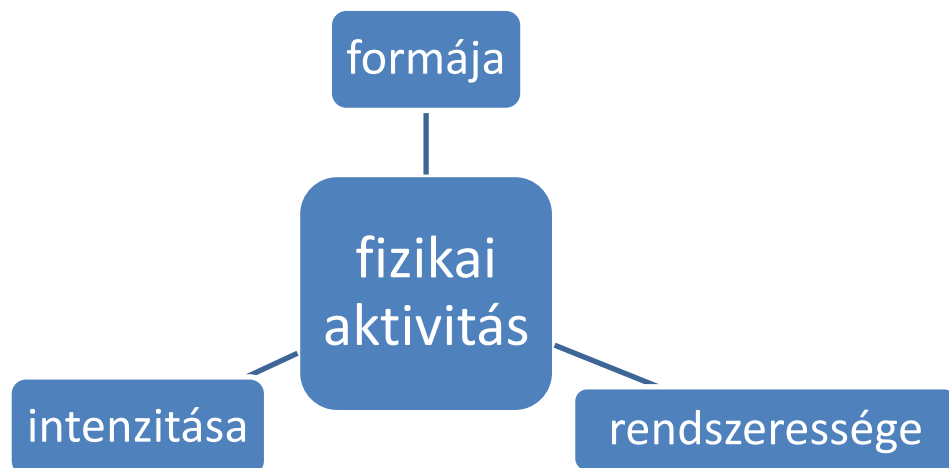 formája
fizikai
aktivitás
intenzitása
rendszeressége